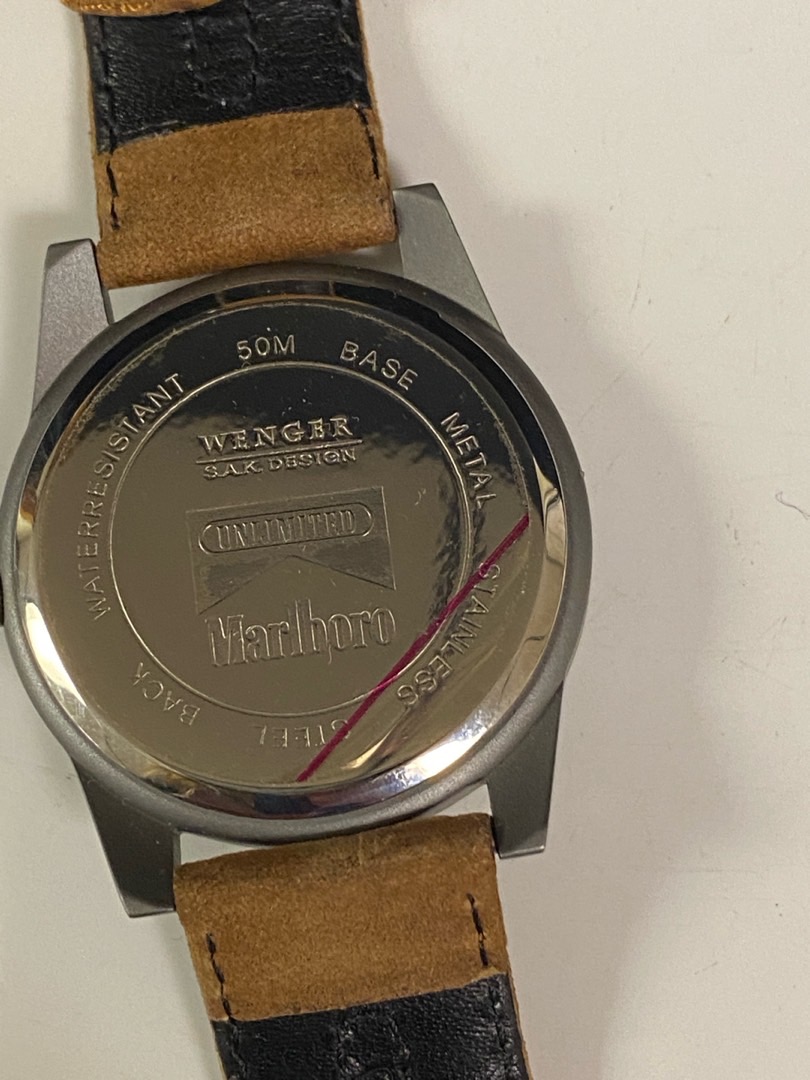 WATERRESISTANT 50M BASE METAL STAINLESS STEEL BACK
WENGER
S.A.K. DESIGN
UNLIMITED
Marlboro